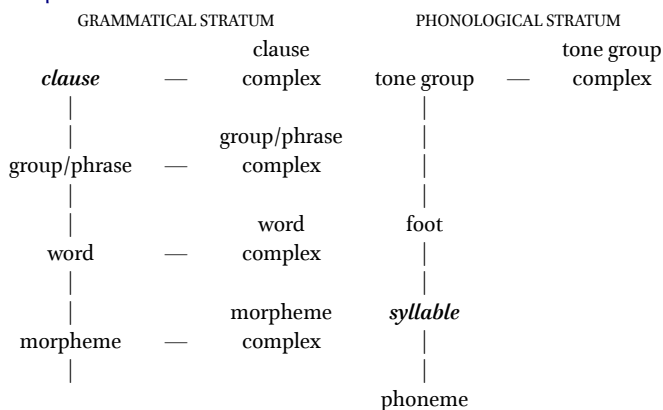 GRAMMATICAL STRATUM PHONOLOGICAL STRATUM
clause tone group
clause — complex tone group — complex
group/phrase
group/phrase — complex
word foot
word — complex
morpheme syllable
morpheme — complex
phoneme